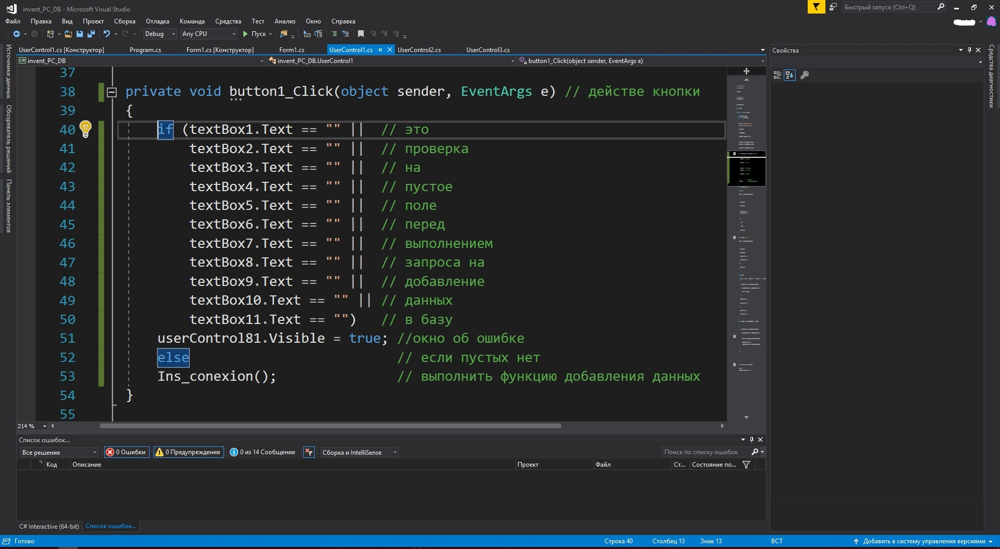 invent_PC_DB - Microsoft Visual Studio
Быстрый запуск (Ctrl+Q)
Файл Правка Вид Проект Сборка Отладка Команда Средства Тест Анализ Окно Справка
Debug Any CPU Пуск
UserControl1.cs [Конструктор] Program.cs Form1.cs [Конструктор] Form1.cs UserControl1.cs UserControl2.cs UserControl3.cs
Свойства
invent_PC_DB invent_PC_DB.UserControl1 button1_Click(object sender, EventArgs e)
Источники данных
Обозреватель решений
Панель элементов
Средства диагностики
37
38 private void button1_Click(object sender, EventArgs e) // действе кнопки
39 {
40 if (textBox1.Text == "" || // это
41 textBox2.Text == "" || // проверка
42 textBox3.Text == "" || // на
43 textBox4.Text == "" || // пустое
44 textBox5.Text == "" || // поле
45 textBox6.Text == "" || // перед
46 textBox7.Text == "" || // выполнением
47 textBox8.Text == "" || // запроса на
48 textBox9.Text == "" || // добавление
49 textBox10.Text == "" || // данных
50 textBox11.Text == "") // в базу
51 userControl81.Visible = true; //окно об ошибке
52 else // если пустых нет
53 Ins_conexion(); // выполнить функцию добавления данных
54 }
55
214 %
Список ошибок...
Все решение 0 Ошибки 0 Предупреждения 0 из 14 Сообщения Сборка и IntelliSense Поиск по списку ошибок
Код Описание Проект Файл Ст... Состояние по...
C# Interactive (64-bit) Список ошибок...
Готово Строка 40 Столбец 13 Знак 13 ВСТ Добавить в систему управления версиями